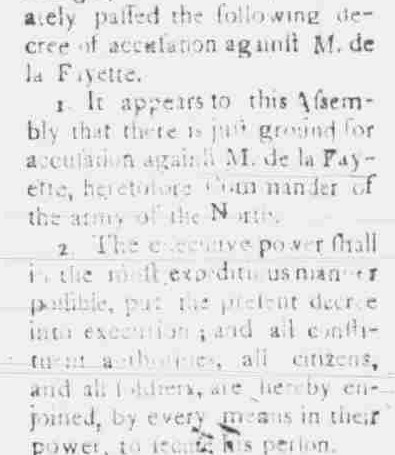 ately paſſed the following de-
cree of accuſation againſt M. de
la Fayette.
1. It appears to this Aſſem-
bly that there is juſt ground for
accuſation againſt M. de la Fay-
ette, heretofore Commander of
the army of the North.
2. The executive power ſhall
in the moſt expeditious manner
poſſible, put the preſent decree
into execution; and all conſti-
tuent authorities, all citizens,
and all ſoldiers, are hereby en-
joined, by every means in their
power, to ſecure his perſon.